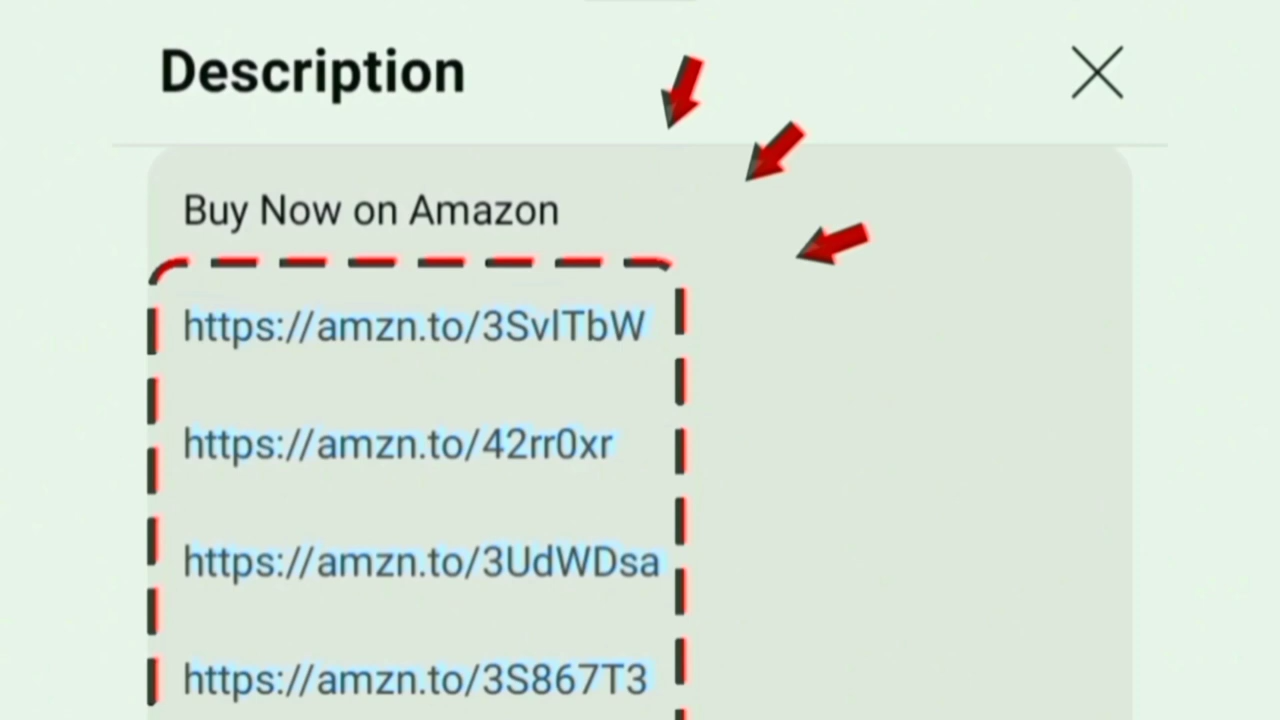 Description
Buy Now on Amazon
https://amzn.to/3SvlTbW
https://amzn.to/42rr0xr
https://amzn.to/3UdWDsa
https://amzn.to/3S867T3